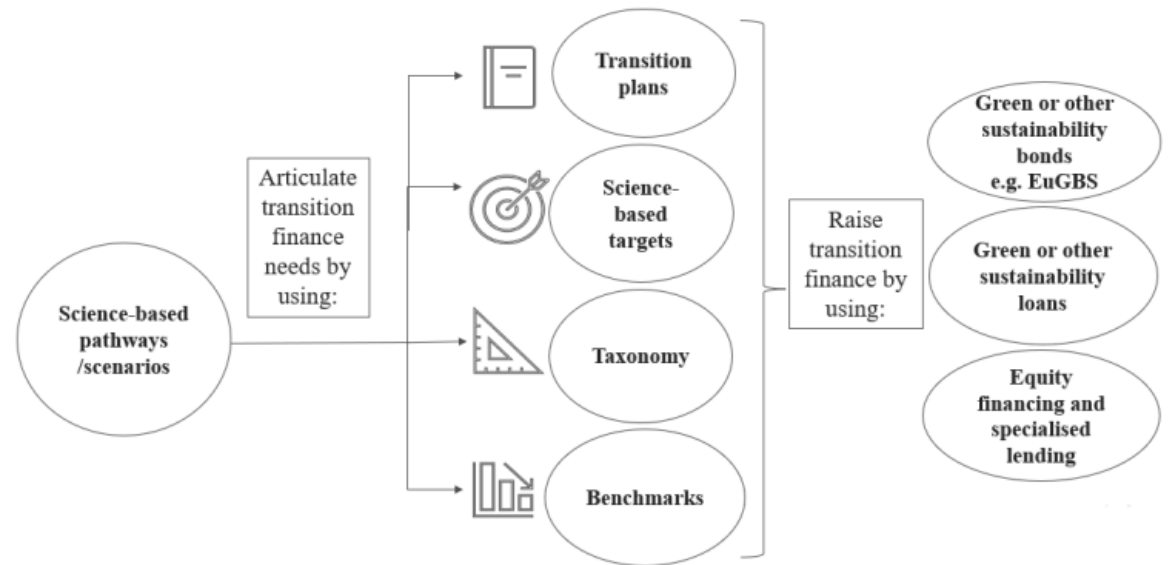 Science-based
pathways
/scenarios
Articulate
transition
finance
needs by
using:
Transition
plans
Science-
based
targets
Taxonomy
Benchmarks
Raise
transition
finance by
using:
Green or other
sustainability
bonds
e.g. EuGBS
Green or other
sustainability
loans
Equity
financing and
specialised
lending